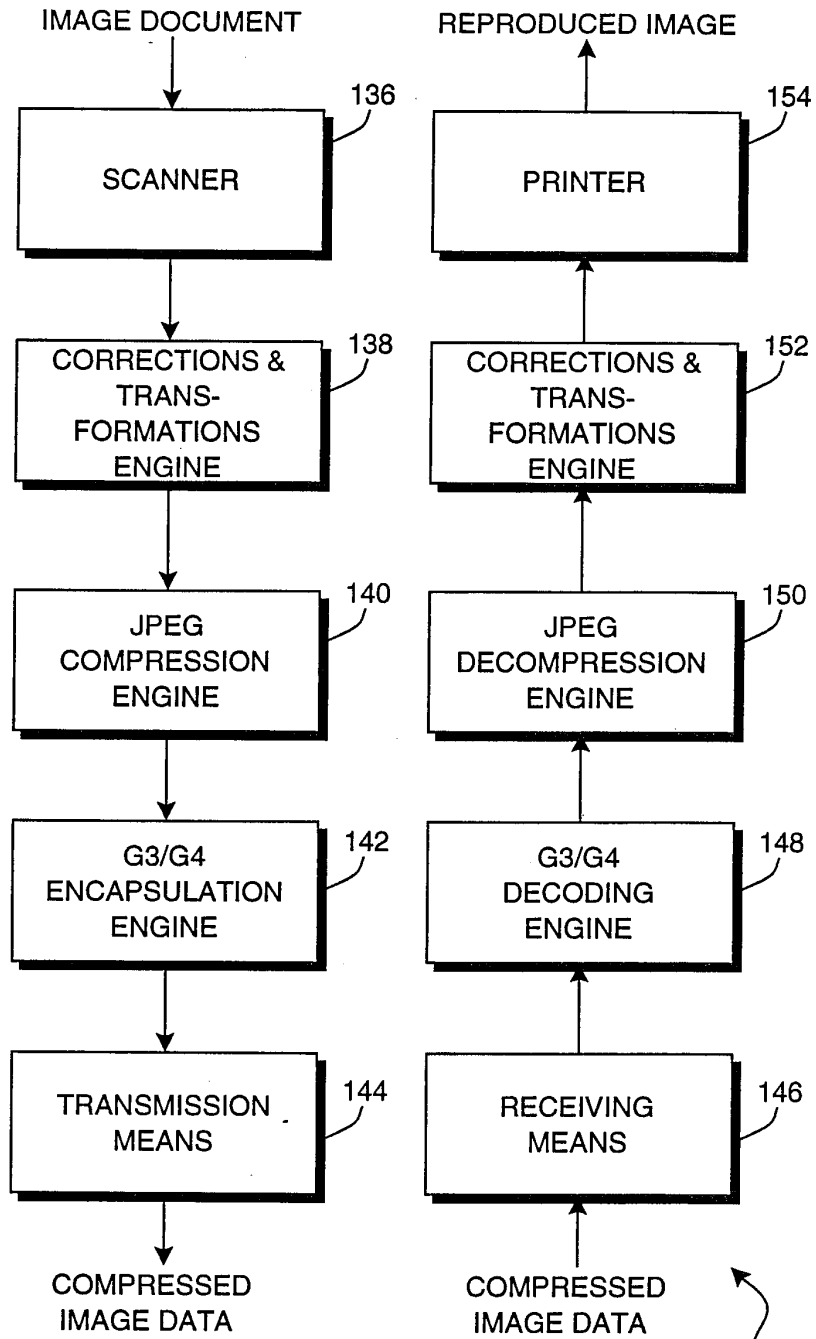 IMAGE DOCUMENT
136
SCANNER
138
CORRECTIONS &
TRANS-
FORMATIONS
ENGINE
140
JPEG
COMPRESSION
ENGINE
142
G3/G4
ENCAPSULATION
ENGINE
144
TRANSMISSION
MEANS
COMPRESSED
IMAGE DATA
REPRODUCED IMAGE
154
PRINTER
152
CORRECTIONS &
TRANS-
FORMATIONS
ENGINE
150
JPEG
DECOMPRESSION
ENGINE
148
G3/G4
DECODING
ENGINE
146
RECEIVING
MEANS
COMPRESSED
IMAGE DATA